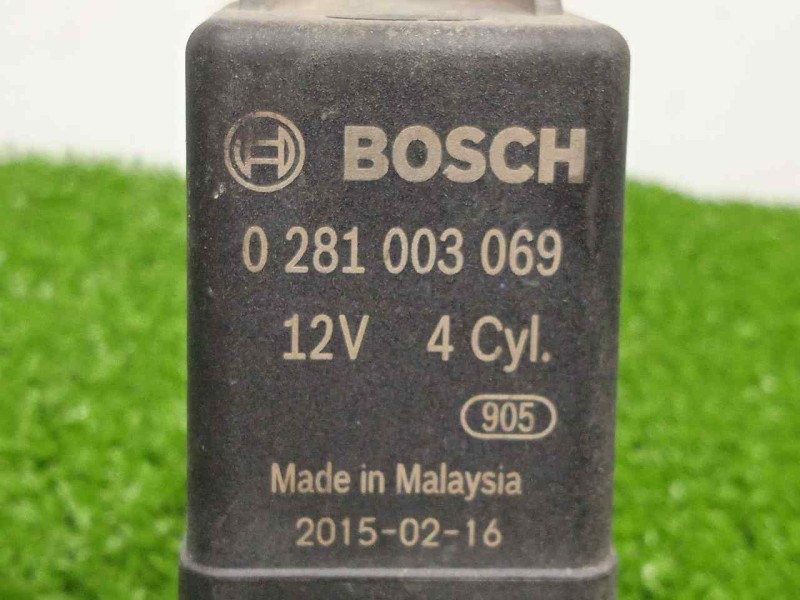 BOSCH
0 281 003 069
12V 4 Cyl.
905
Made in Malaysia
2015-02-16